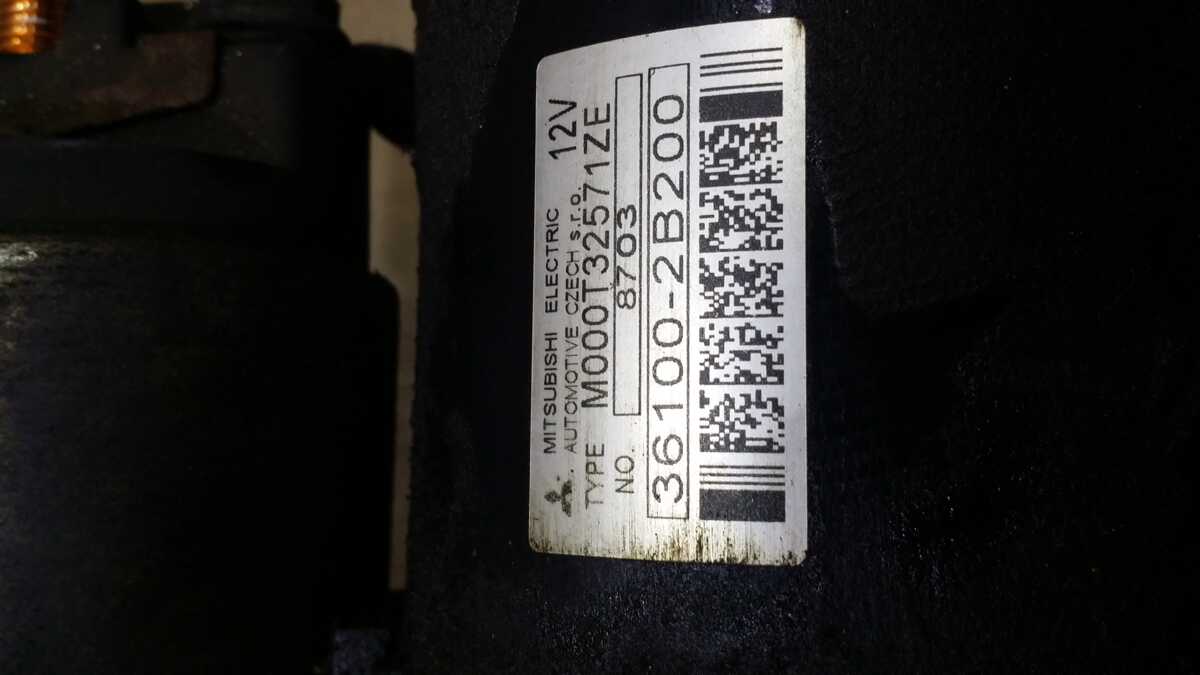 MITSUBISHI ELECTRIC
AUTOMOTIVE CZECH s.r.o. 12V
TYPE M000T32571ZE
NO. 8703
36100-2B200